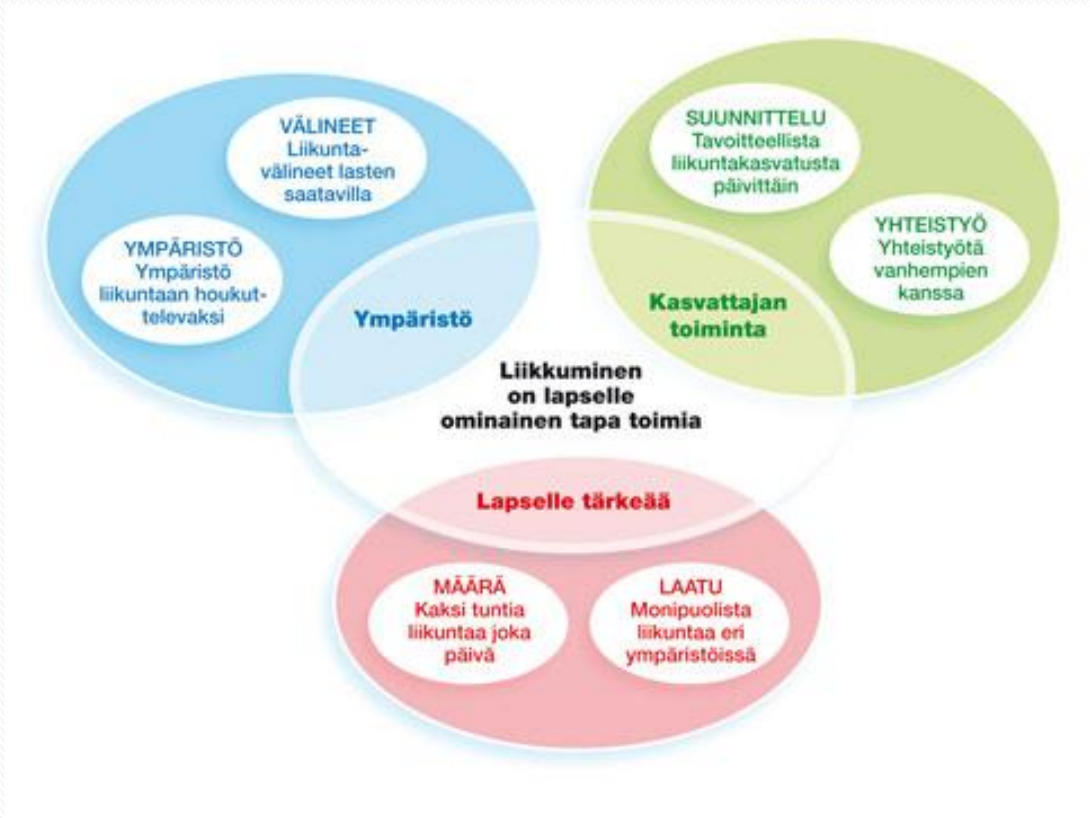 VÄLINEET
Liikunta-
välineet lasten
saatavilla
YMPÄRISTÖ
Ympäristö
liikuntaan houkut-
televaksi
Ympäristö
SUUNNITTELU
Tavoitteellista
liikuntakasvatusta
päivittäin
YHTEISTYÖ
Yhteistyötä
vanhempien
kanssa
Kasvattajan
toiminta
Liikkuminen
on lapselle
ominainen tapa toimia
Lapselle tärkeää
MÄÄRÄ
Kaksi tuntia
liikuntaa joka
päivä
LAATU
Monipuolista
liikuntaa eri
ympäristöissä